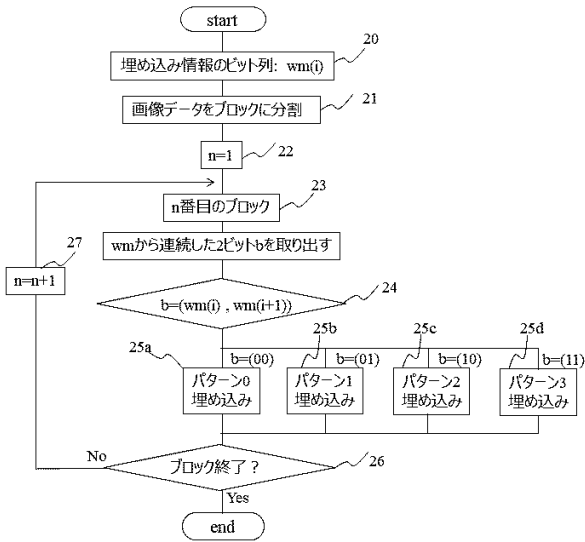 start
20
埋め込み情報のビット列: wm(i)
21
画像データをブロックに分割
22
n=1
23
n番目のブロック
27
wmから連続した2ビットbを取り出す
n=n+1
24
b=(wm(i) , wm(i+1))
25a
25b
25c
25d
b=(00)
b=(01)
b=(10)
b=(11)
パターン0
埋め込み
パターン1
埋め込み
パターン2
埋め込み
パターン3
埋め込み
No
ブロック終了？
26
Yes
end